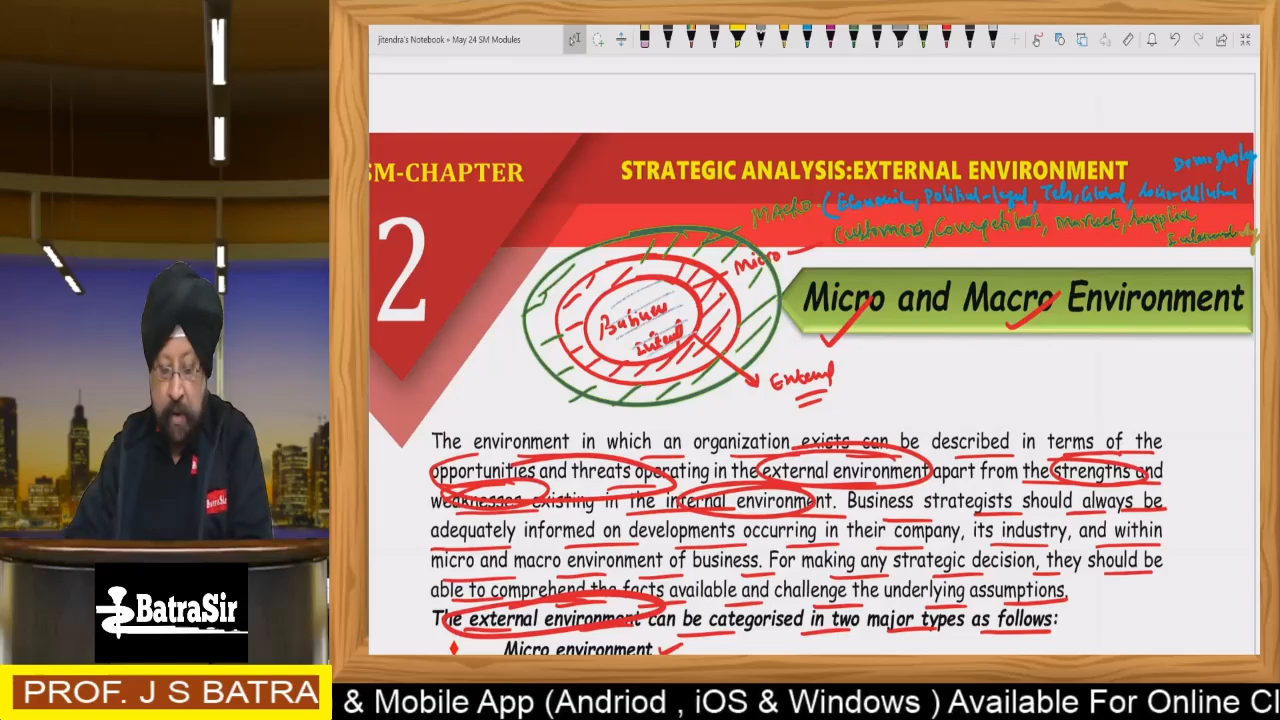 jitendra's Notebook » May 24 SM Modules
SM-CHAPTER
2
STRATEGIC ANALYSIS:EXTERNAL ENVIRONMENT
Demography
Macro. (Economic, Political-legal, Tech, Global, Socio-Cultural
Customers, Competitors, Market, Supplier
Micro
Micro and Macro Environment
Business
Internal
External
The environment in which an organization exists can be described in terms of the
opportunities and threats operating in the external environment apart from the strengths and
weaknesses existing in the internal environment. Business strategists should always be
adequately informed on developments occurring in their company, its industry, and within
micro and macro environment of business. For making any strategic decision, they should be
able to comprehend the facts available and challenge the underlying assumptions.
The external environment can be categorised in two major types as follows:
Micro environment
BatraSir
BatraSir
PROF. J S BATRA
& Mobile App (Andriod , iOS & Windows ) Available For Online Cl